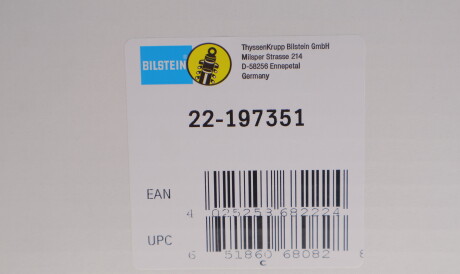 BILSTEIN
ThyssenKrupp Bilstein GmbH
Milsper Strasse 214
D-58256 Ennepetal
Germany
22-197351
EAN
4 025258 682224
UPC
6 51860 68082 8
C